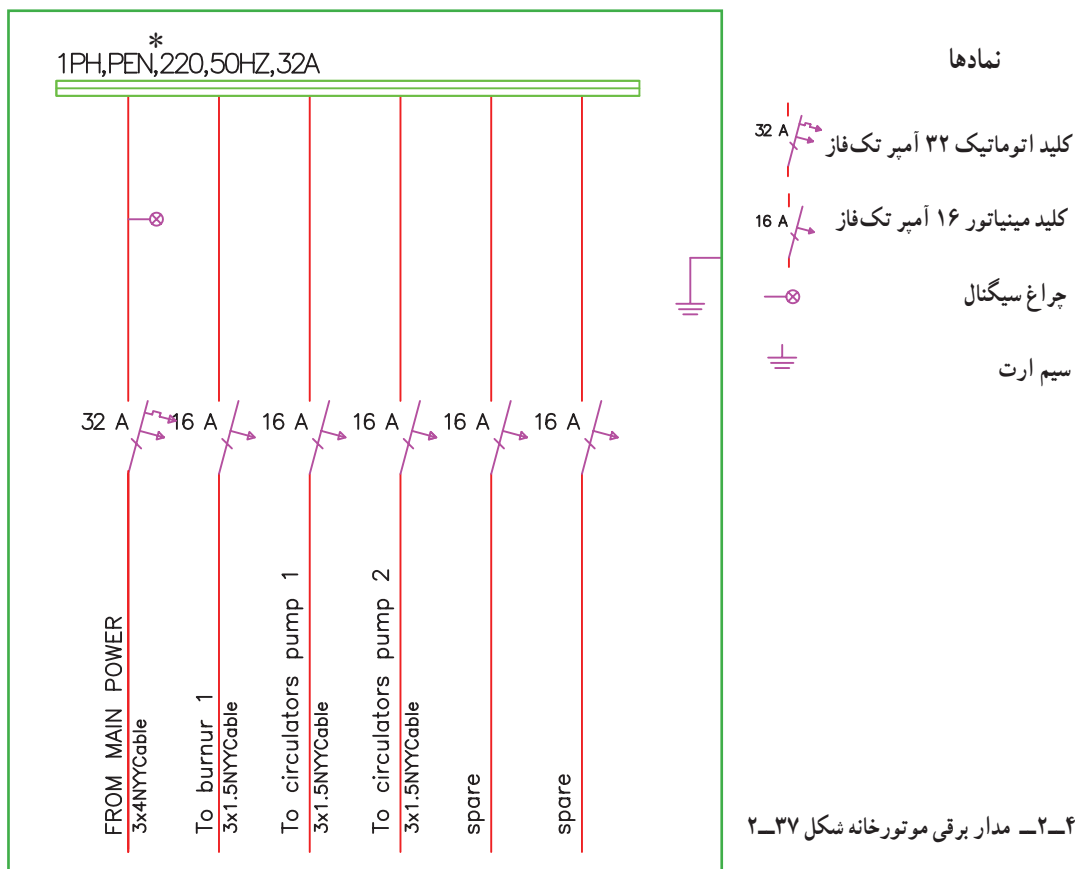 *
1PH,PEN,220,50HZ,32A
32 A
16 A
16 A
16 A
16 A
16 A
FROM MAIN POWER
3x4NYYCable
To burnur 1
3x1.5NYYCable
To circulators pump 1
3x1.5NYYCable
To circulators pump 2
3x1.5NYYCable
spare
spare
نمادها
32 A
کلید اتوماتیک ۳۲ آمپر تک‌فاز
16 A
کلید مینیاتور ۱۶ آمپر تک‌فاز
چراغ سیگنال
سیم ارت
۴ــ۲ــ مدار برقی موتورخانه شکل ۳۷ــ۲